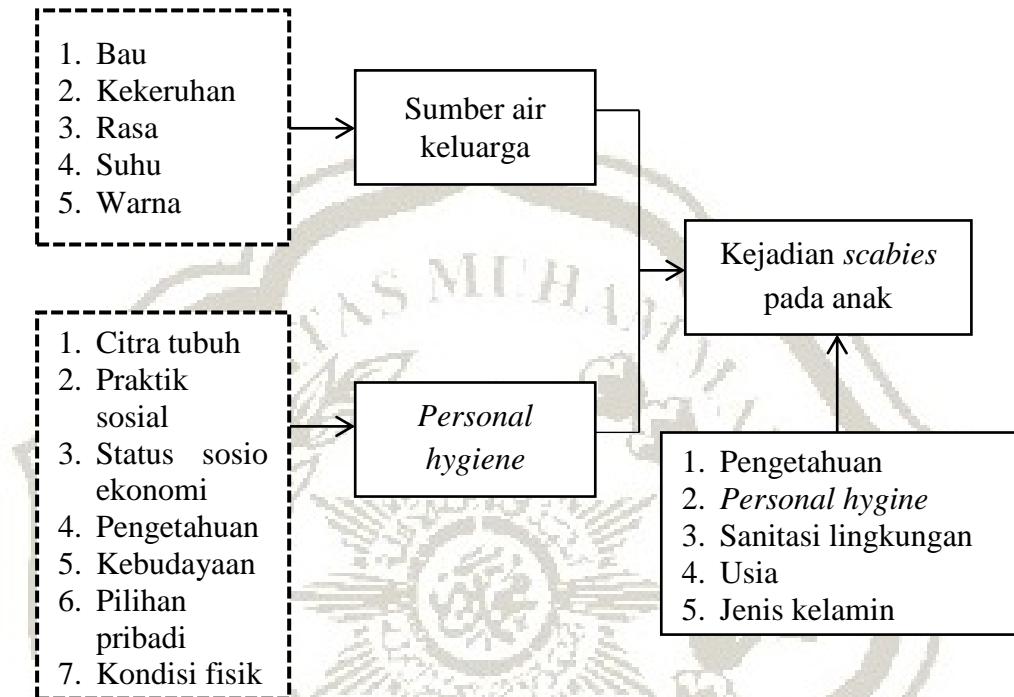 1. Bau
2. Kekeruhan
3. Rasa
4. Suhu
5. Warna
Sumber air
keluarga
1. Citra tubuh
2. Praktik
sosial
3. Status sosio
ekonomi
4. Pengetahuan
5. Kebudayaan
6. Pilihan
pribadi
7. Kondisi fisik
Personal
hygiene
Kejadian scabies
pada anak
1. Pengetahuan
2. Personal hygine
3. Sanitasi lingkungan
4. Usia
5. Jenis kelamin